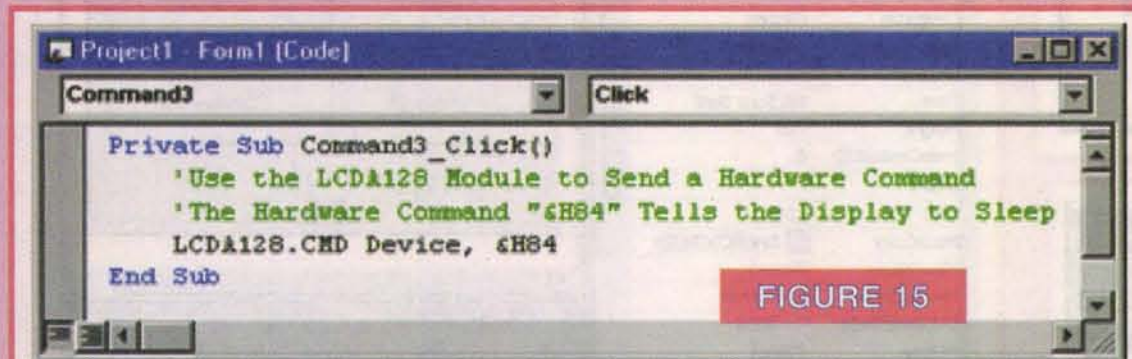 Project1 - Form1 (Code)
Command3 Click
Private Sub Command3_Click()
'Use the LCDA128 Module to Send a Hardware Command
'The Hardware Command "&H84" Tells the Display to Sleep
LCDA128.CMD Device, &H84
End Sub
FIGURE 15